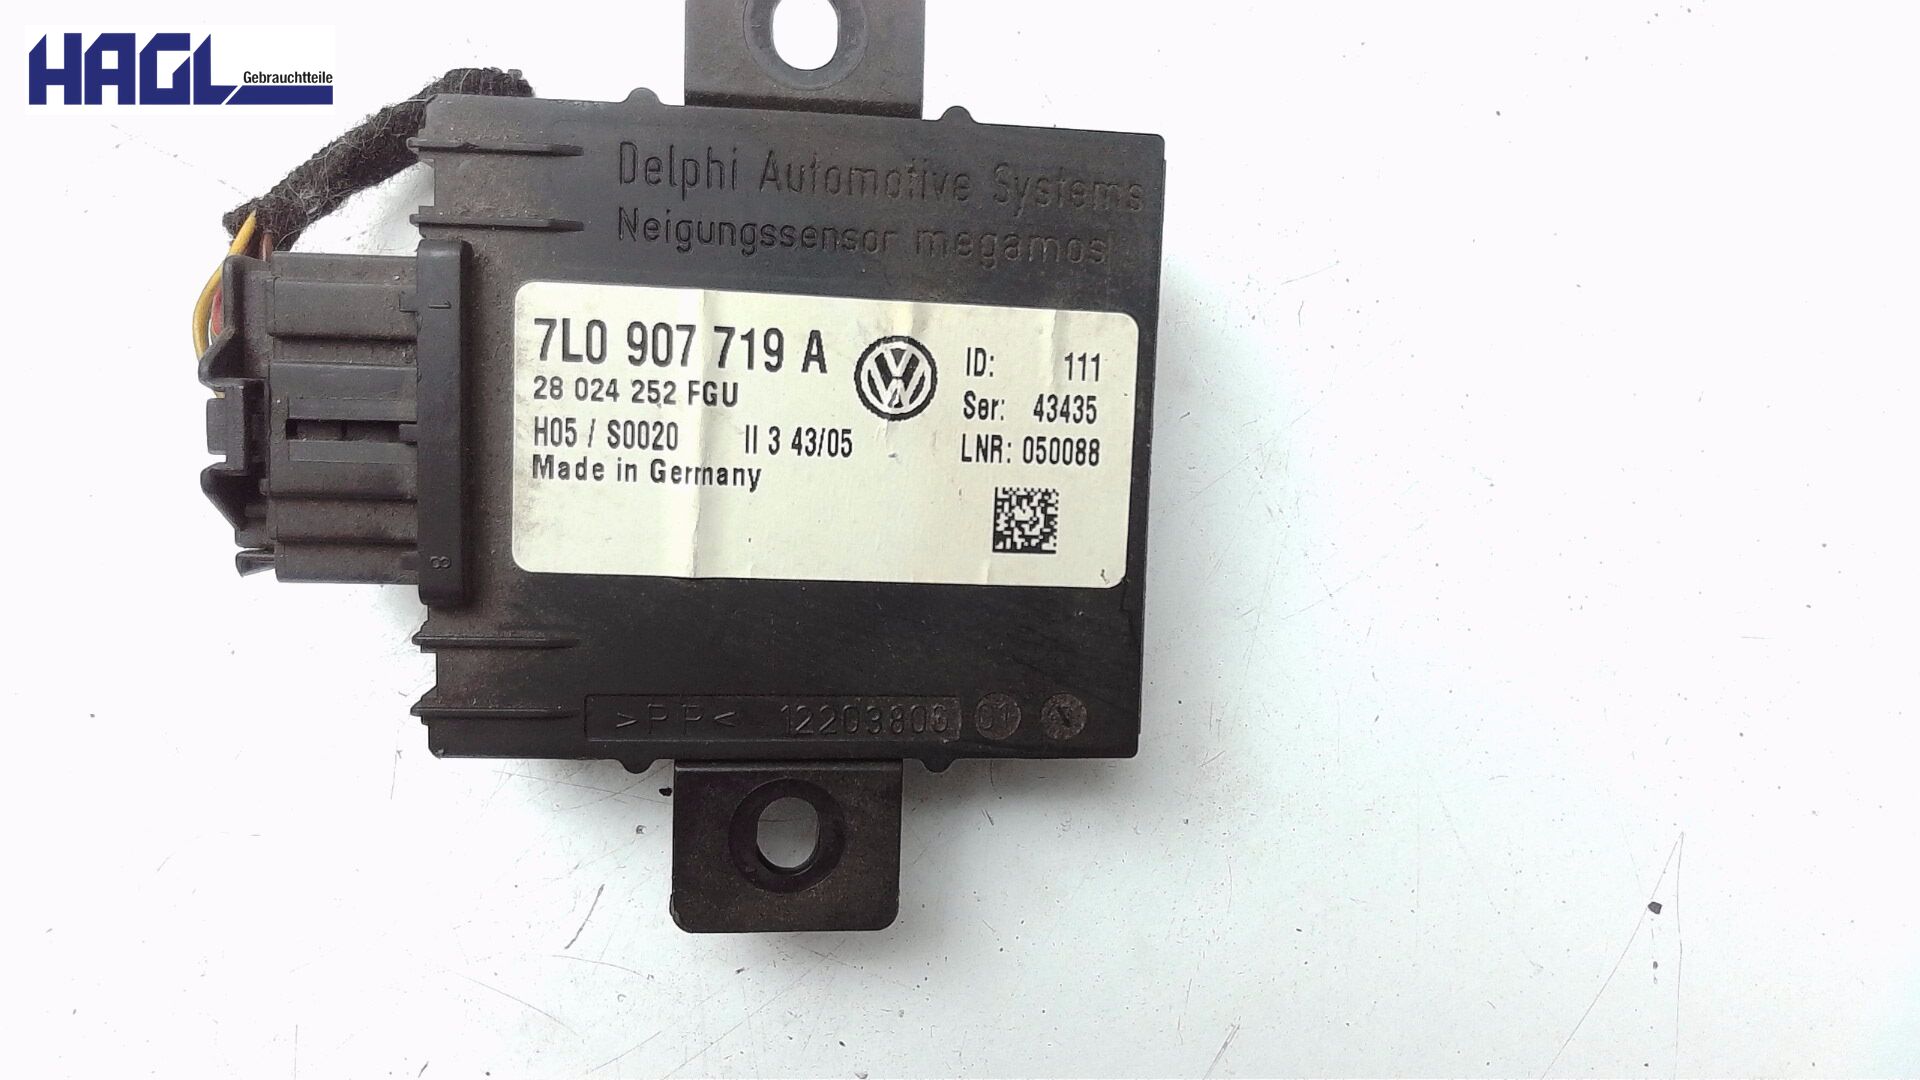 HAGL Gebrauchtteile
Delphi Automotive Systems
Neigungssensor megamos
7L0 907 719 A
28 024 252 FGU
H05 / S0020 II 3 43/05
Made in Germany
ID: 111
Ser: 43435
LNR: 050088
1
8
>PP< 12203806 01